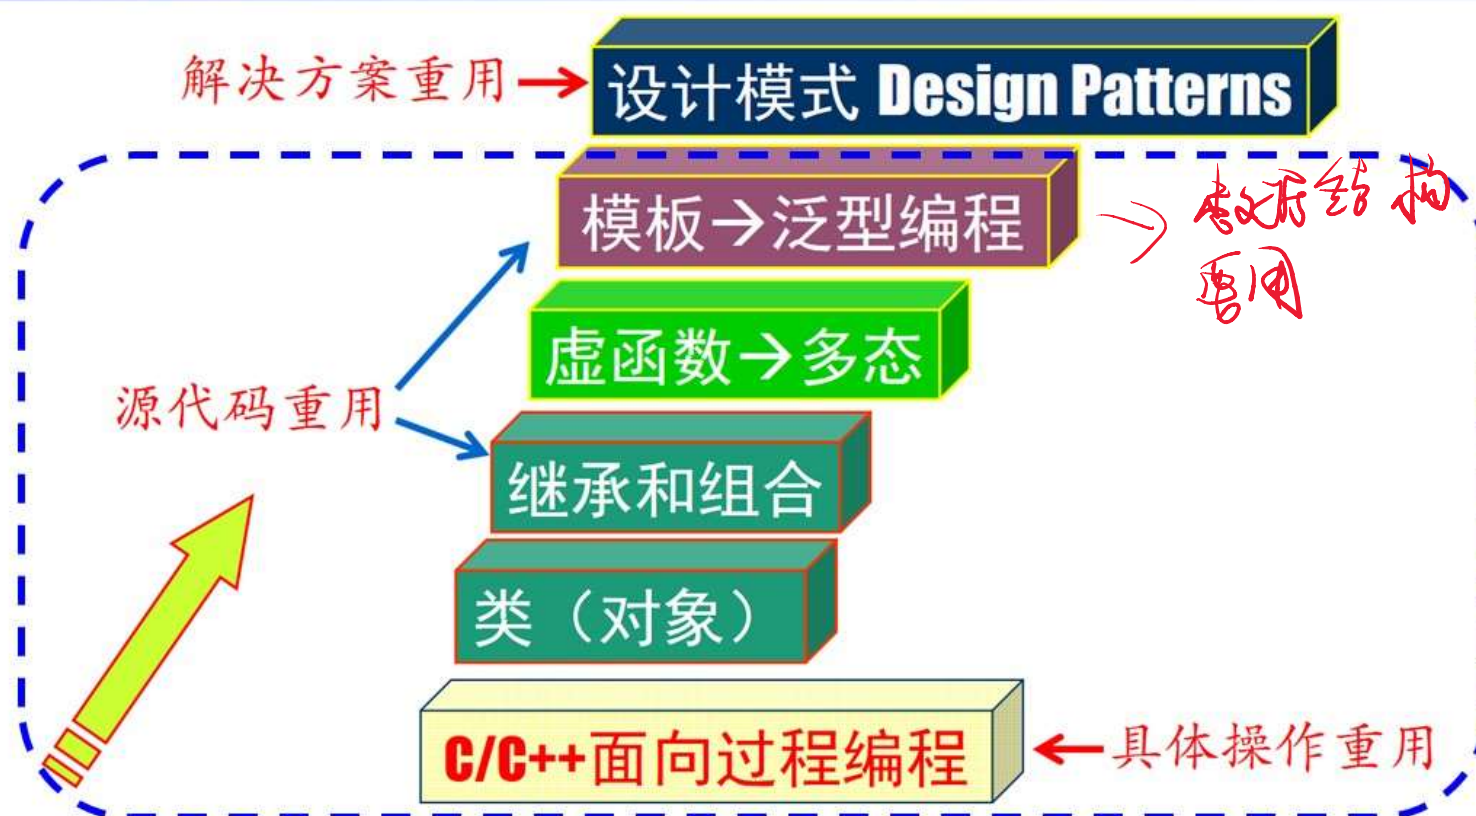 解决方案重用
设计模式 Design Patterns
模板→泛型编程
数据结构
重用
虚函数→多态
源代码重用
继承和组合
类（对象）
C/C++面向过程编程
具体操作重用